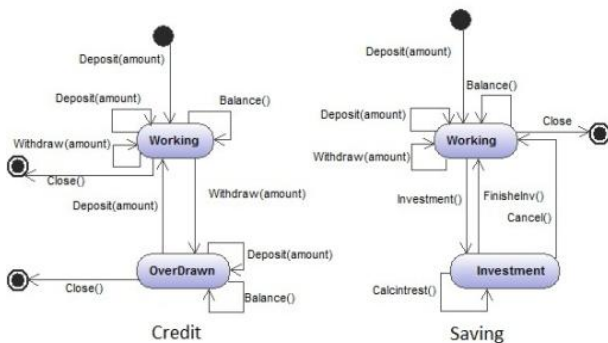 Deposit(amount)
Deposit(amount)
Balance()
Working
Withdraw(amount)
Close()
Deposit(amount)
Withdraw(amount)
OverDrawn
Deposit(amount)
Close()
Balance()
Credit
Deposit(amount)
Balance()
Deposit(amount)
Close
Working
Withdraw(amount)
Investment()
FinisheInv()
Cancel()
Investment
Calcintrest()
Saving